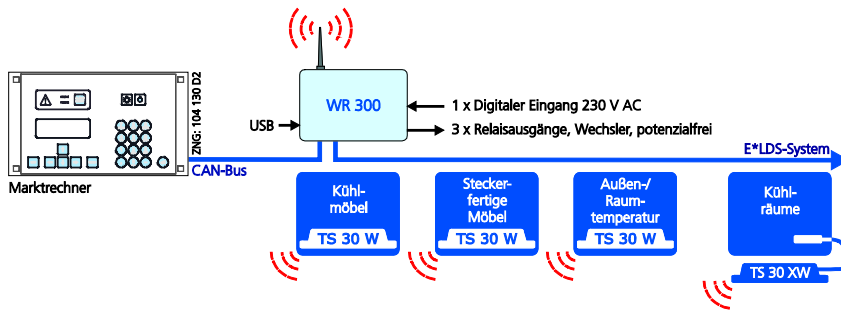 ZNG: 104 130 D2
WR 300
USB
1 x Digitaler Eingang 230 V AC
3 x Relaisausgänge, Wechsler, potenzialfrei
Marktrechner
CAN-Bus
E*LDS-System
Kühl-
möbel
TS 30 W
Stecker-
fertige
Möbel
TS 30 W
Außen-/
Raum-
temperatur
TS 30 W
Kühl-
räume
TS 30 XW